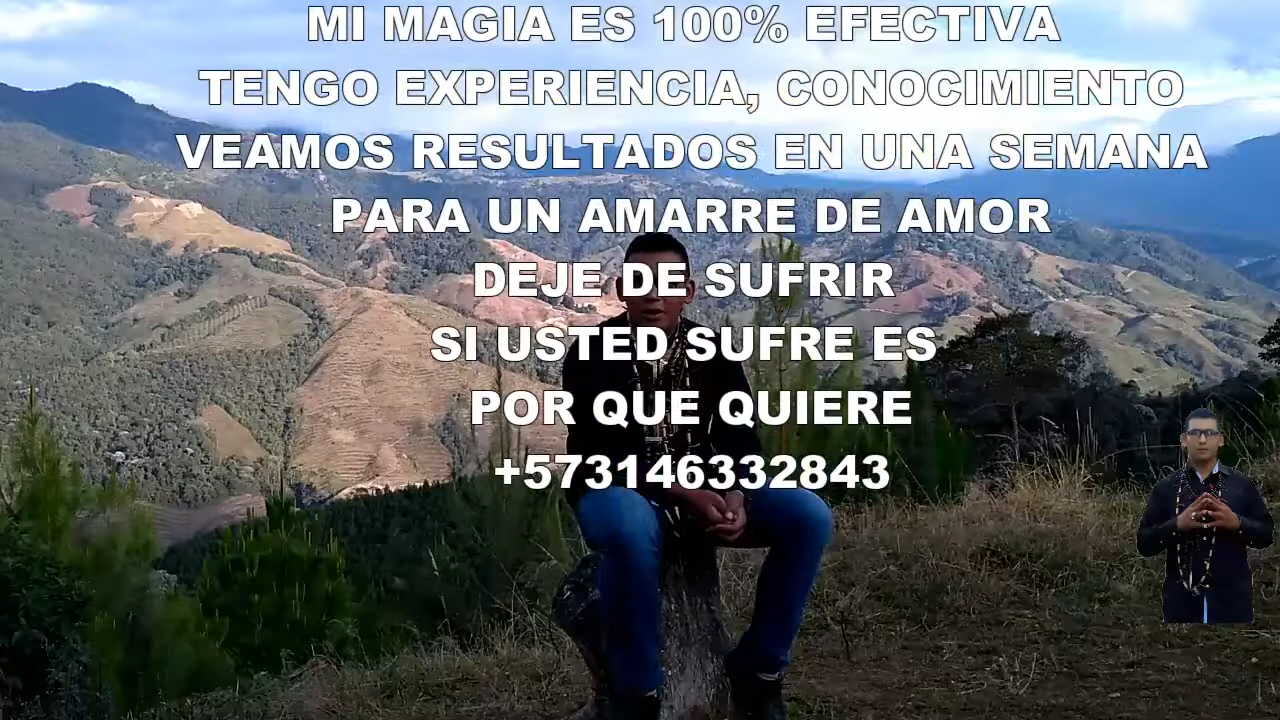 MI MAGIA ES 100% EFECTIVA
TENGO EXPERIENCIA, CONOCIMIENTO
VEAMOS RESULTADOS EN UNA SEMANA
PARA UN AMARRE DE AMOR
DEJE DE SUFRIR
SI USTED SUFRE ES
POR QUE QUIERE
+573146332843